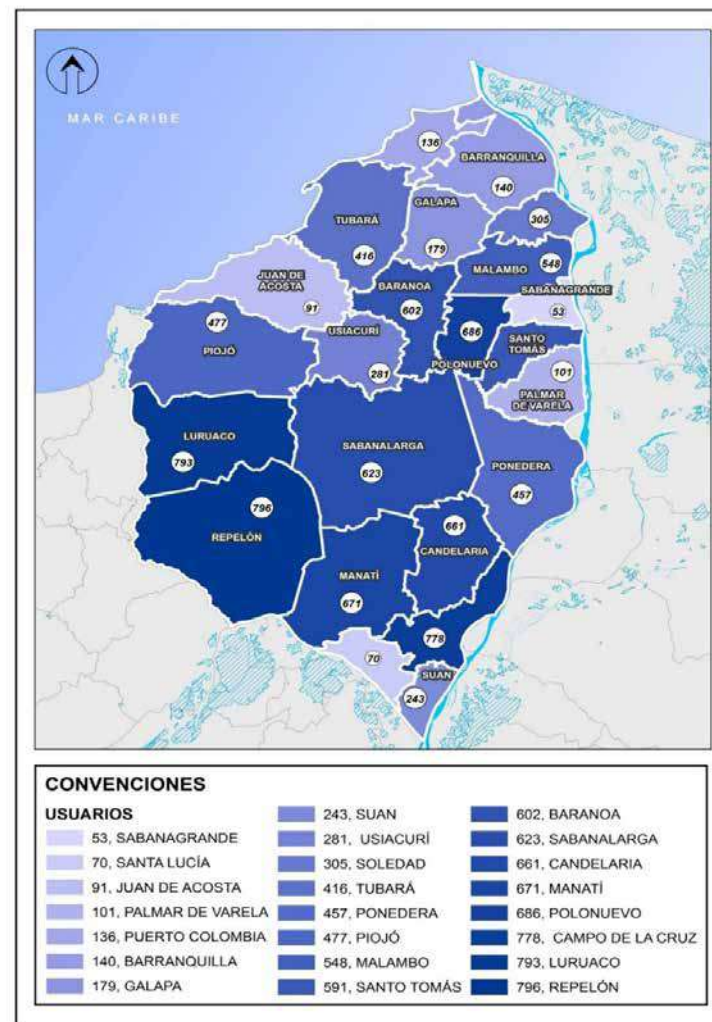 MAR CARIBE
136
BARRANQUILLA
140
GALAPA
179
305
TUBARÁ
416
MALAMBO
548
JUAN DE
ACOSTA
91
BARANOA
602
SABANAGRANDE
53
477
PIOJÓ
USIACURÍ
281
686
POLONUEVO
SANTO
TOMÁS
101
PALMAR
DE VARELA
LURUACO
793
SABANALARGA
623
PONEDERA
457
796
REPELÓN
661
CANDELARIA
MANATÍ
671
778
70
SUAN
243
CONVENCIONES
USUARIOS
53, SABANAGRANDE
70, SANTA LUCÍA
91, JUAN DE ACOSTA
101, PALMAR DE VARELA
136, PUERTO COLOMBIA
140, BARRANQUILLA
179, GALAPA
243, SUAN
281, USIACURÍ
305, SOLEDAD
416, TUBARÁ
457, PONEDERA
477, PIOJÓ
548, MALAMBO
591, SANTO TOMÁS
602, BARANOA
623, SABANALARGA
661, CANDELARIA
671, MANATÍ
686, POLONUEVO
778, CAMPO DE LA CRUZ
793, LURUACO
796, REPELÓN